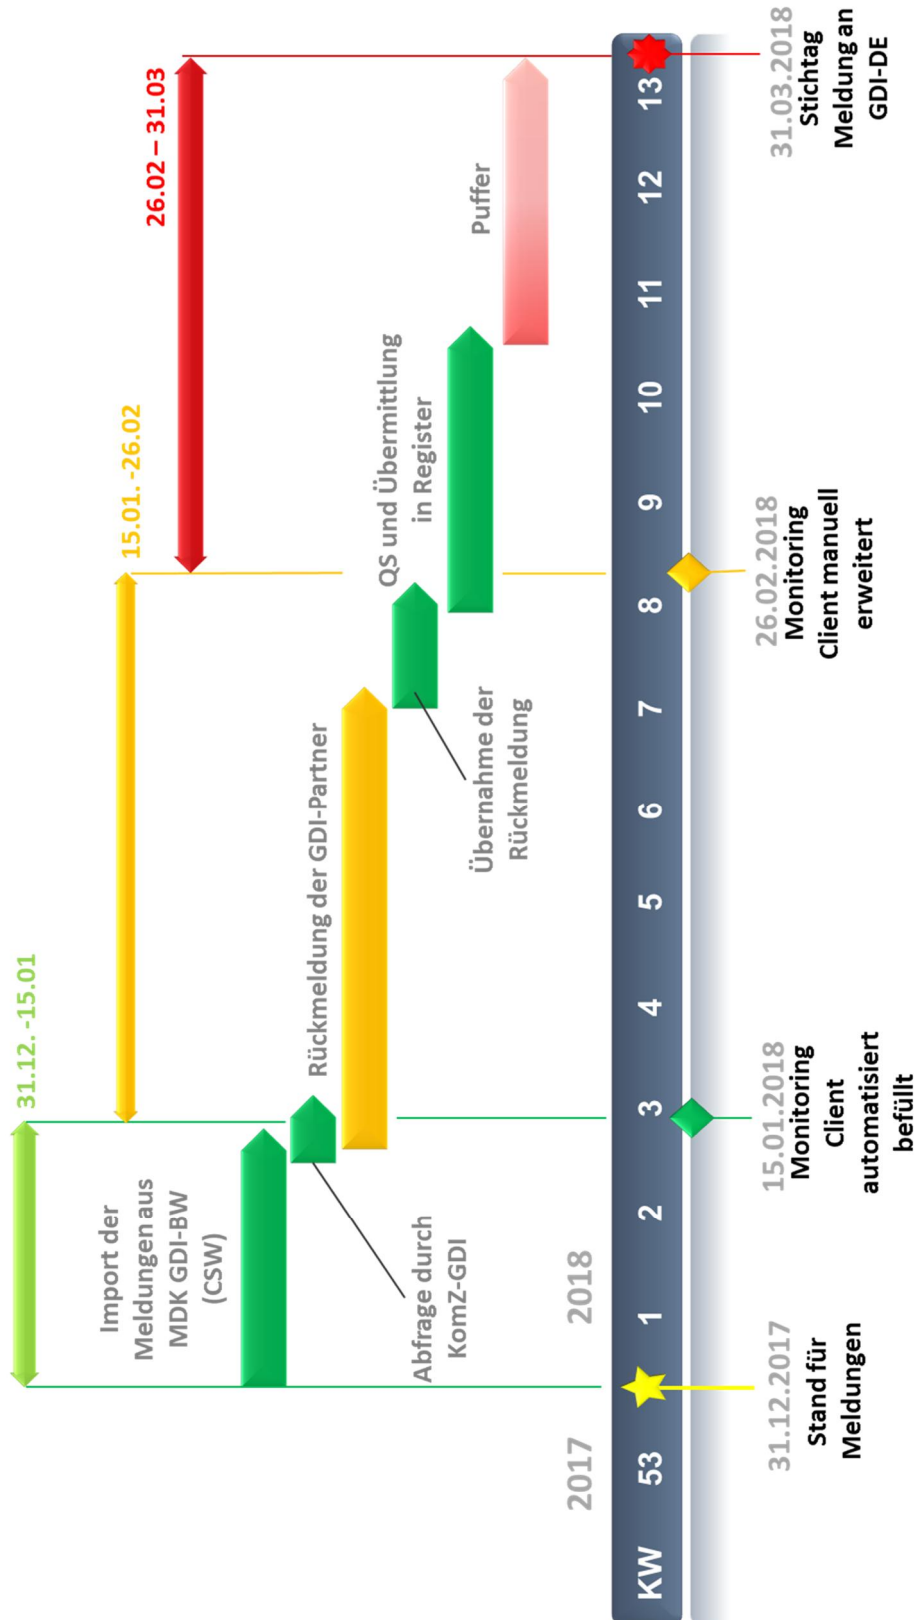 31.12. -15.01
15.01. -26.02
26.02 – 31.03
Import der
Meldungen aus
MDK GDI-BW
(CSW)
Abfrage durch
KomZ-GDI
Rückmeldung der GDI-Partner
Übernahme der
Rückmeldung
QS und Übermittlung
in Register
Puffer
2017
2018
KW 53 1 2 3 4 5 6 7 8 9 10 11 12 13
31.12.2017
Stand für
Meldungen
15.01.2018
Monitoring
Client
automatisiert
befüllt
26.02.2018
Monitoring
Client manuell
erweitert
31.03.2018
Stichtag
Meldung an
GDI-DE